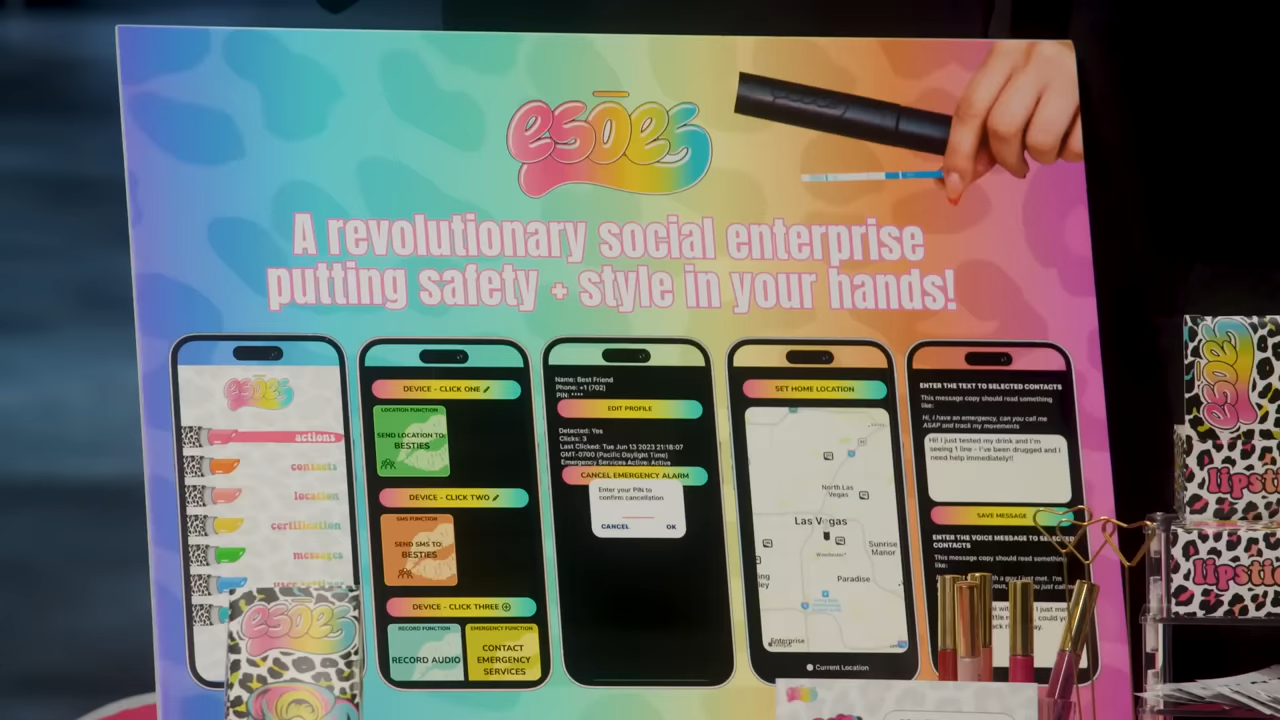 esōes
A revolutionary social enterprise
putting safety + style in your hands!
esōes
actions
contacts
location
certification
messages
DEVICE - CLICK ONE
LOCATION FUNCTION
SEND LOCATION TO:
BESTIES
DEVICE - CLICK TWO
SMS FUNCTION
SEND SMS TO:
BESTIES
DEVICE - CLICK THREE
RECORD FUNCTION
RECORD AUDIO
EMERGENCY FUNCTION
CONTACT
EMERGENCY
SERVICES
Name: Best Friend
Phone: +1 (702)
PIN: ****
EDIT PROFILE
Detected: Yes
Clicks: 3
Last Clicked: Tue Jun 13 2023 21:18:07
GMT-0700 (Pacific Daylight Time)
Emergency Services Active: Active
CANCEL EMERGENCY ALARM
Enter your PIN to
confirm cancellation
CANCEL OK
SET HOME LOCATION
North Las
Vegas
Las Vegas
Winchester
Sunrise
Manor
Paradise
Enterprise
Current Location
ENTER THE TEXT TO SELECTED CONTACTS
This message copy should read something
like:
Hi, I have an emergency, can you call me
ASAP and track my movements
Hi! I just tested my drink and I'm
seeing 1 line - I've been drugged and I
need help immediately!!
SAVE MESSAGE
ENTER THE VOICE MESSAGE TO SELECTED
CONTACTS
This message copy should read something
like:
esōes
esōes
lipsti
lipstic
esōes